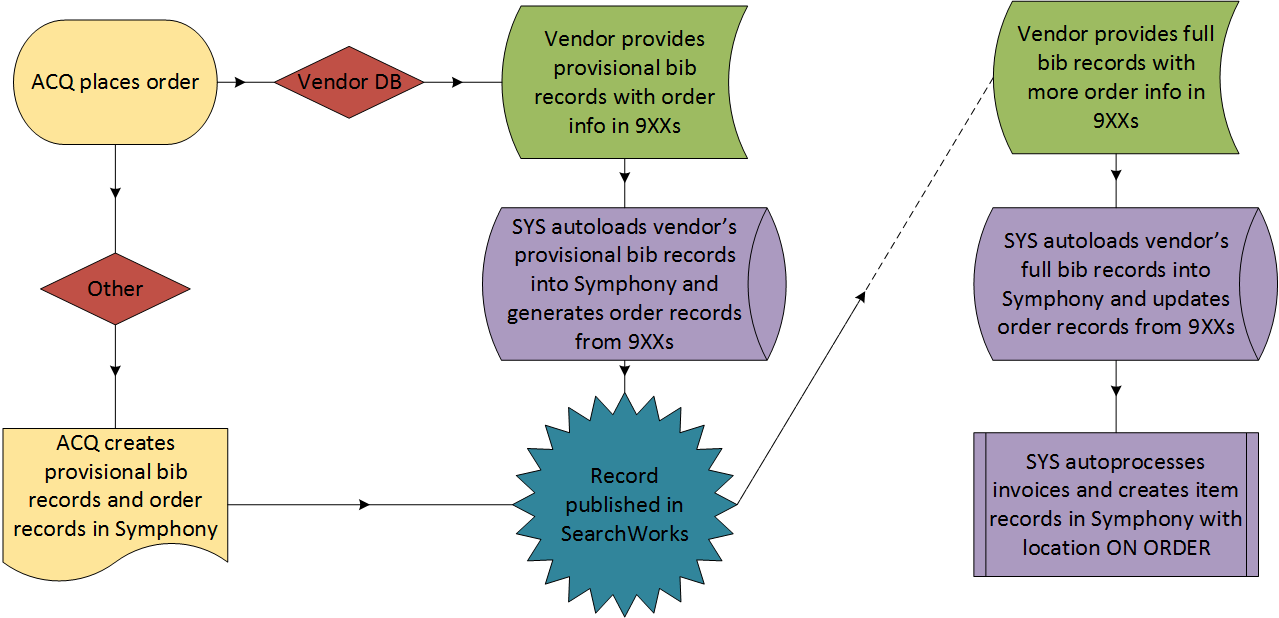 ACQ places order
Vendor DB
Vendor provides
provisional bib
records with order
info in 9XXs
Vendor provides full
bib records with
more order info in
9XXs
Other
SYS autoloads vendor’s
provisional bib records
into Symphony and
generates order records
from 9XXs
SYS autoloads vendor’s
full bib records into
Symphony and updates
order records from 9XXs
ACQ creates
provisional bib
records and order
records in Symphony
Record
published in
SearchWorks
SYS autoprocesses
invoices and creates item
records in Symphony with
location ON ORDER